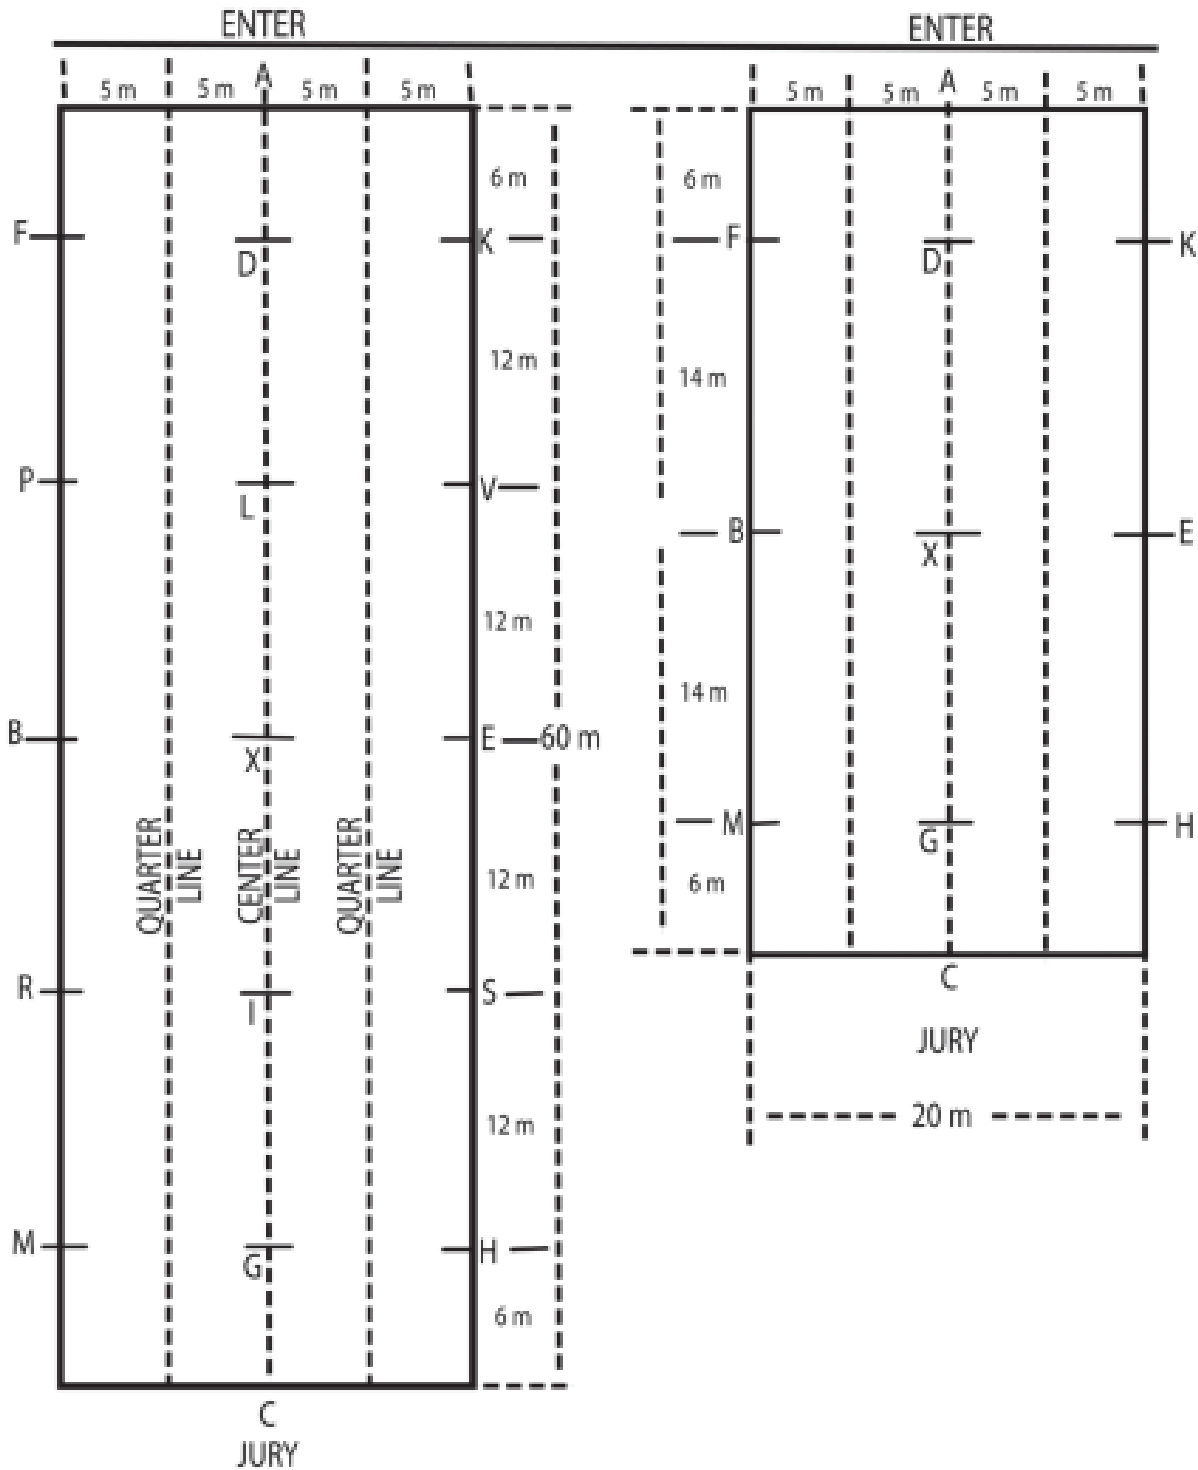 ENTER
5 m 5 m A 5 m 5 m
6 m
F D K
12 m
P L V
12 m
B X E 60 m
QUARTER LINE
CENTER LINE
QUARTER LINE
12 m
R I S
12 m
M G H
6 m
C
JURY
ENTER
5 m 5 m A 5 m 5 m
6 m
F D K
14 m
B X E
14 m
M G H
6 m
C
JURY
20 m